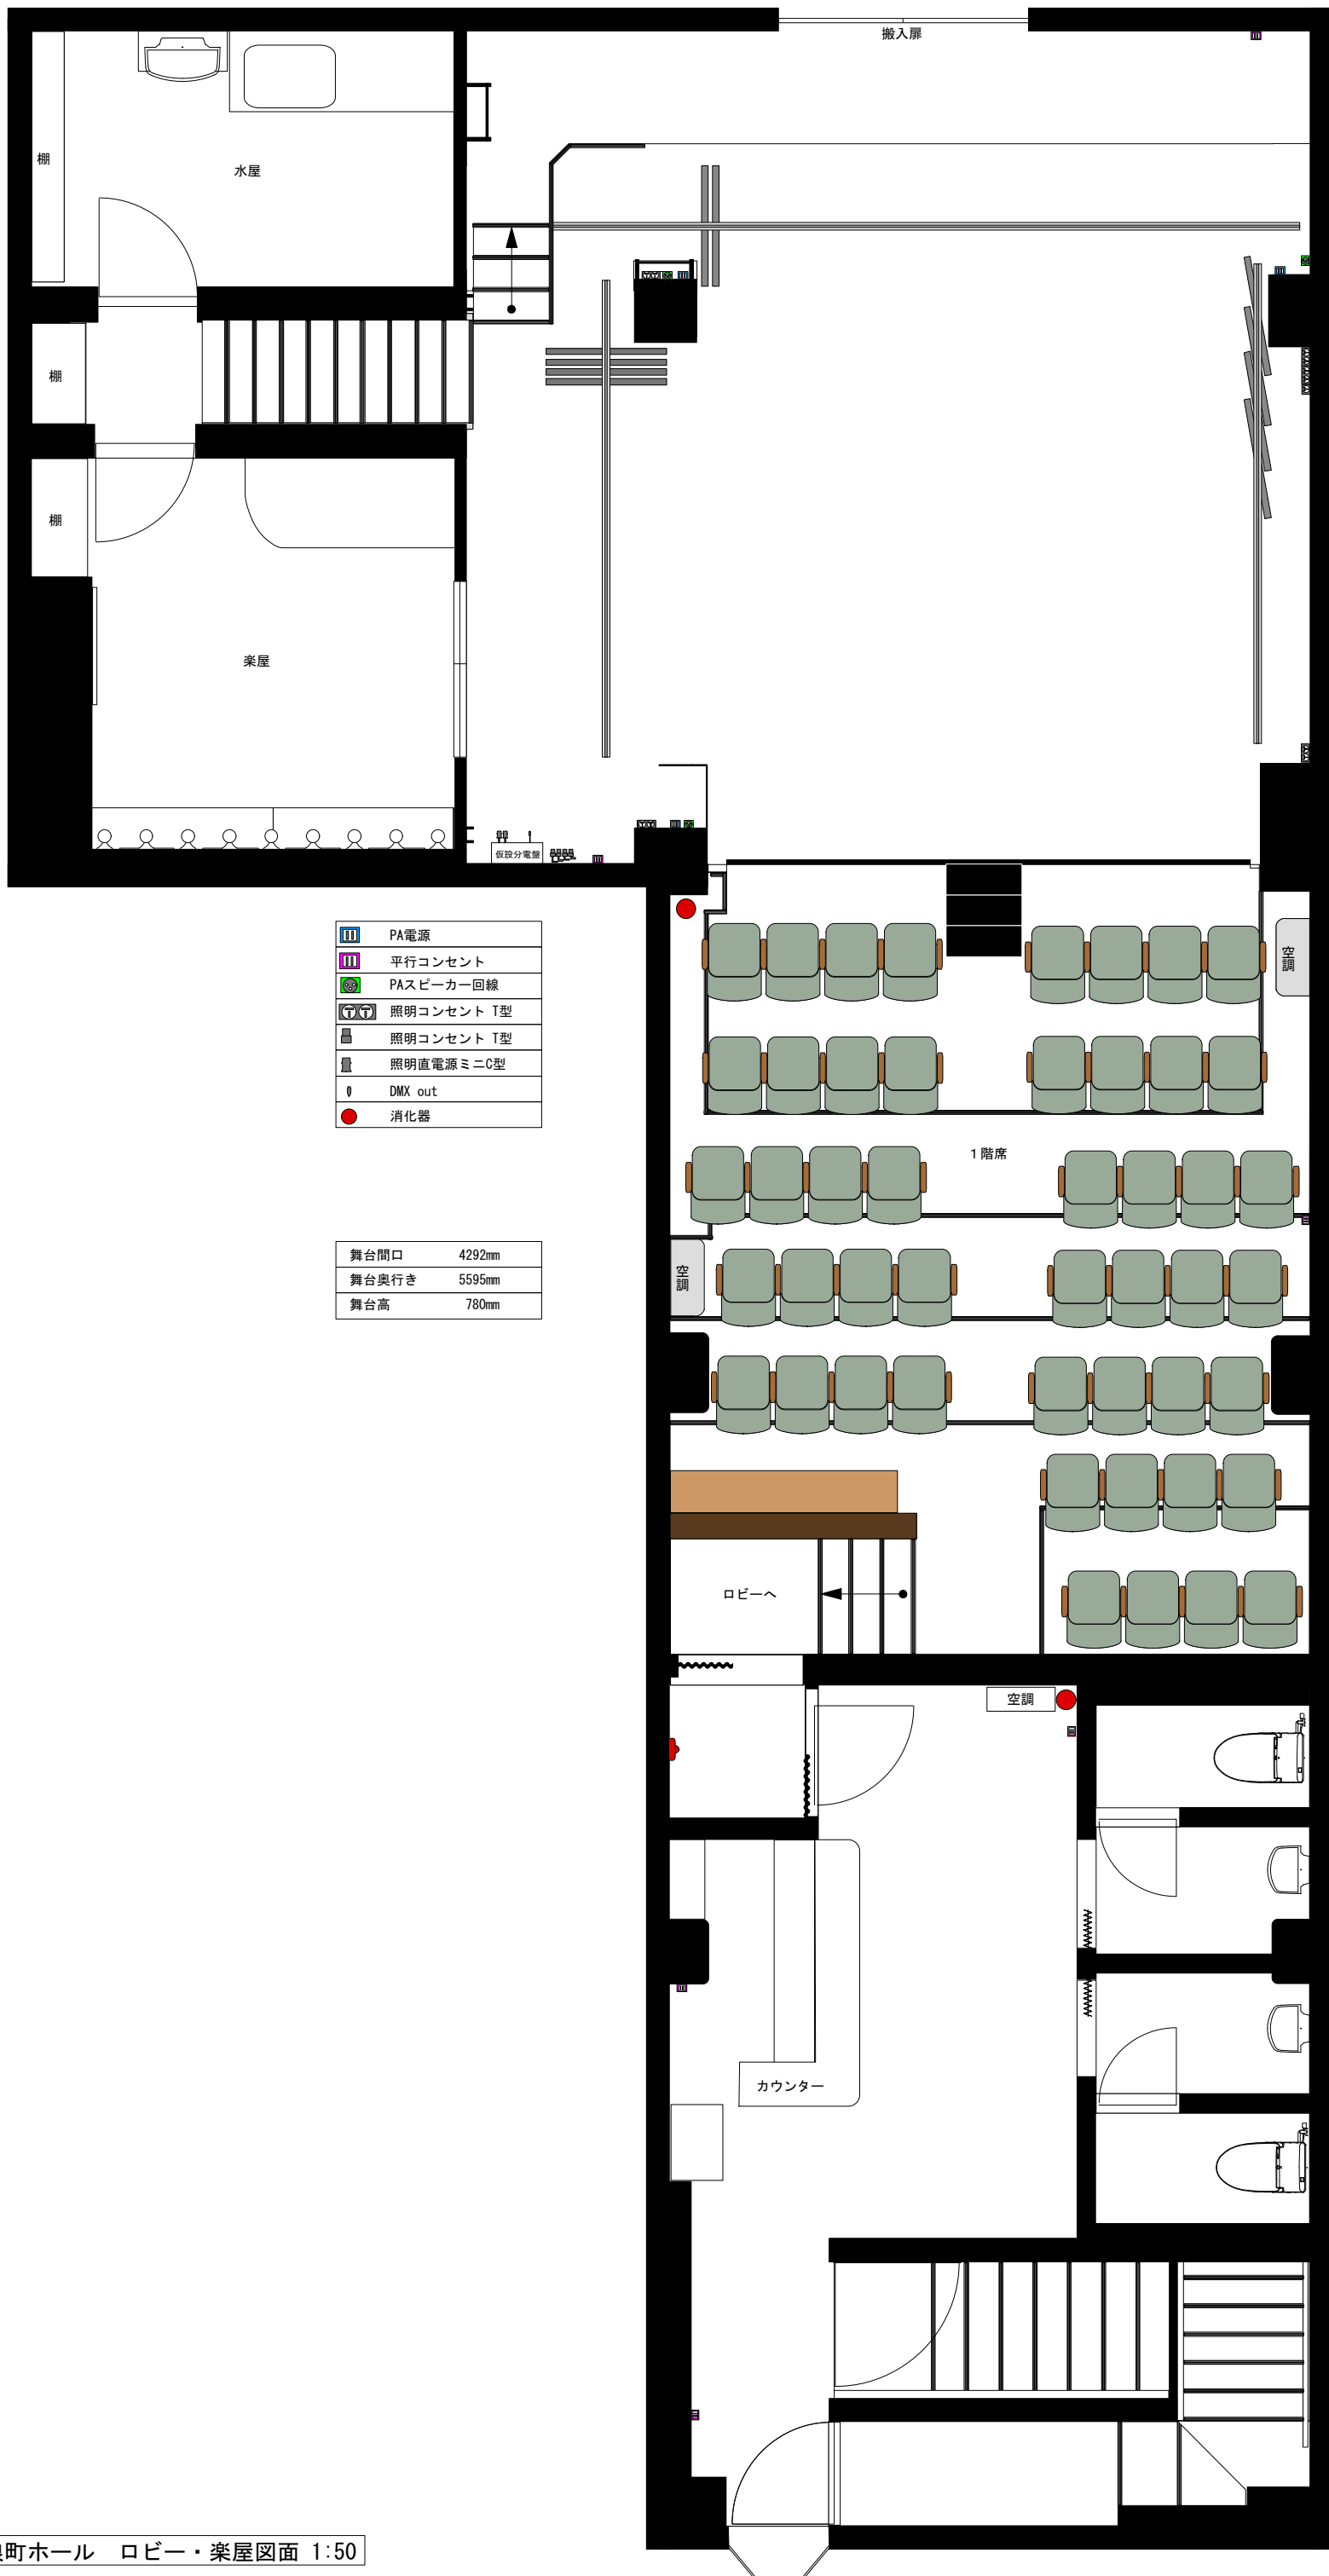 搬入扉
棚
水屋
棚
棚
楽屋
仮設分電盤
PA電源
平行コンセント
PAスピーカー回線
照明コンセント T型
照明コンセント T型
照明直電源ミニC型
DMX out
消化器
空調
1階席
舞台間口 4292mm
舞台奥行き 5595mm
舞台高 780mm
空調
ロビーへ
空調
カウンター
町ホール ロビー・楽屋図面 1:50